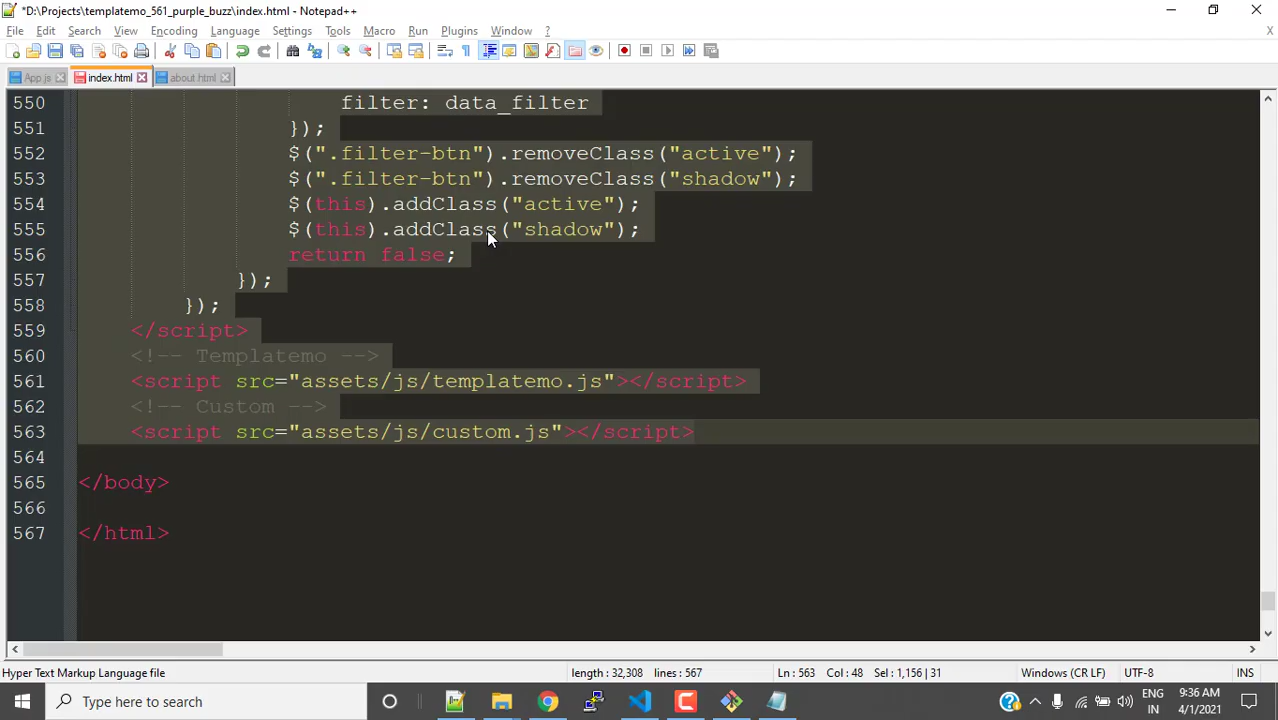 *D:\Projects\templatemo_561_purple_buzz\index.html - Notepad++
File Edit Search View Encoding Language Settings Tools Macro Run Plugins Window ? X
App.js index.html about.html
550 filter: data_filter
551 });
552 $(".filter-btn").removeClass("active");
553 $(".filter-btn").removeClass("shadow");
554 $(this).addClass("active");
555 $(this).addClass("shadow");
556 return false;
557 });
558 });
559 </script>
560 <!-- Templatemo -->
561 <script src="assets/js/templatemo.js"></script>
562 <!-- Custom -->
563 <script src="assets/js/custom.js"></script>
564
565 </body>
566
567 </html>
Hyper Text Markup Language file length : 32,308 lines : 567 Ln : 563 Col : 48 Sel : 1,156 | 31 Windows (CR LF) UTF-8 INS
Type here to search
ENG
IN
9:36 AM
4/1/2021